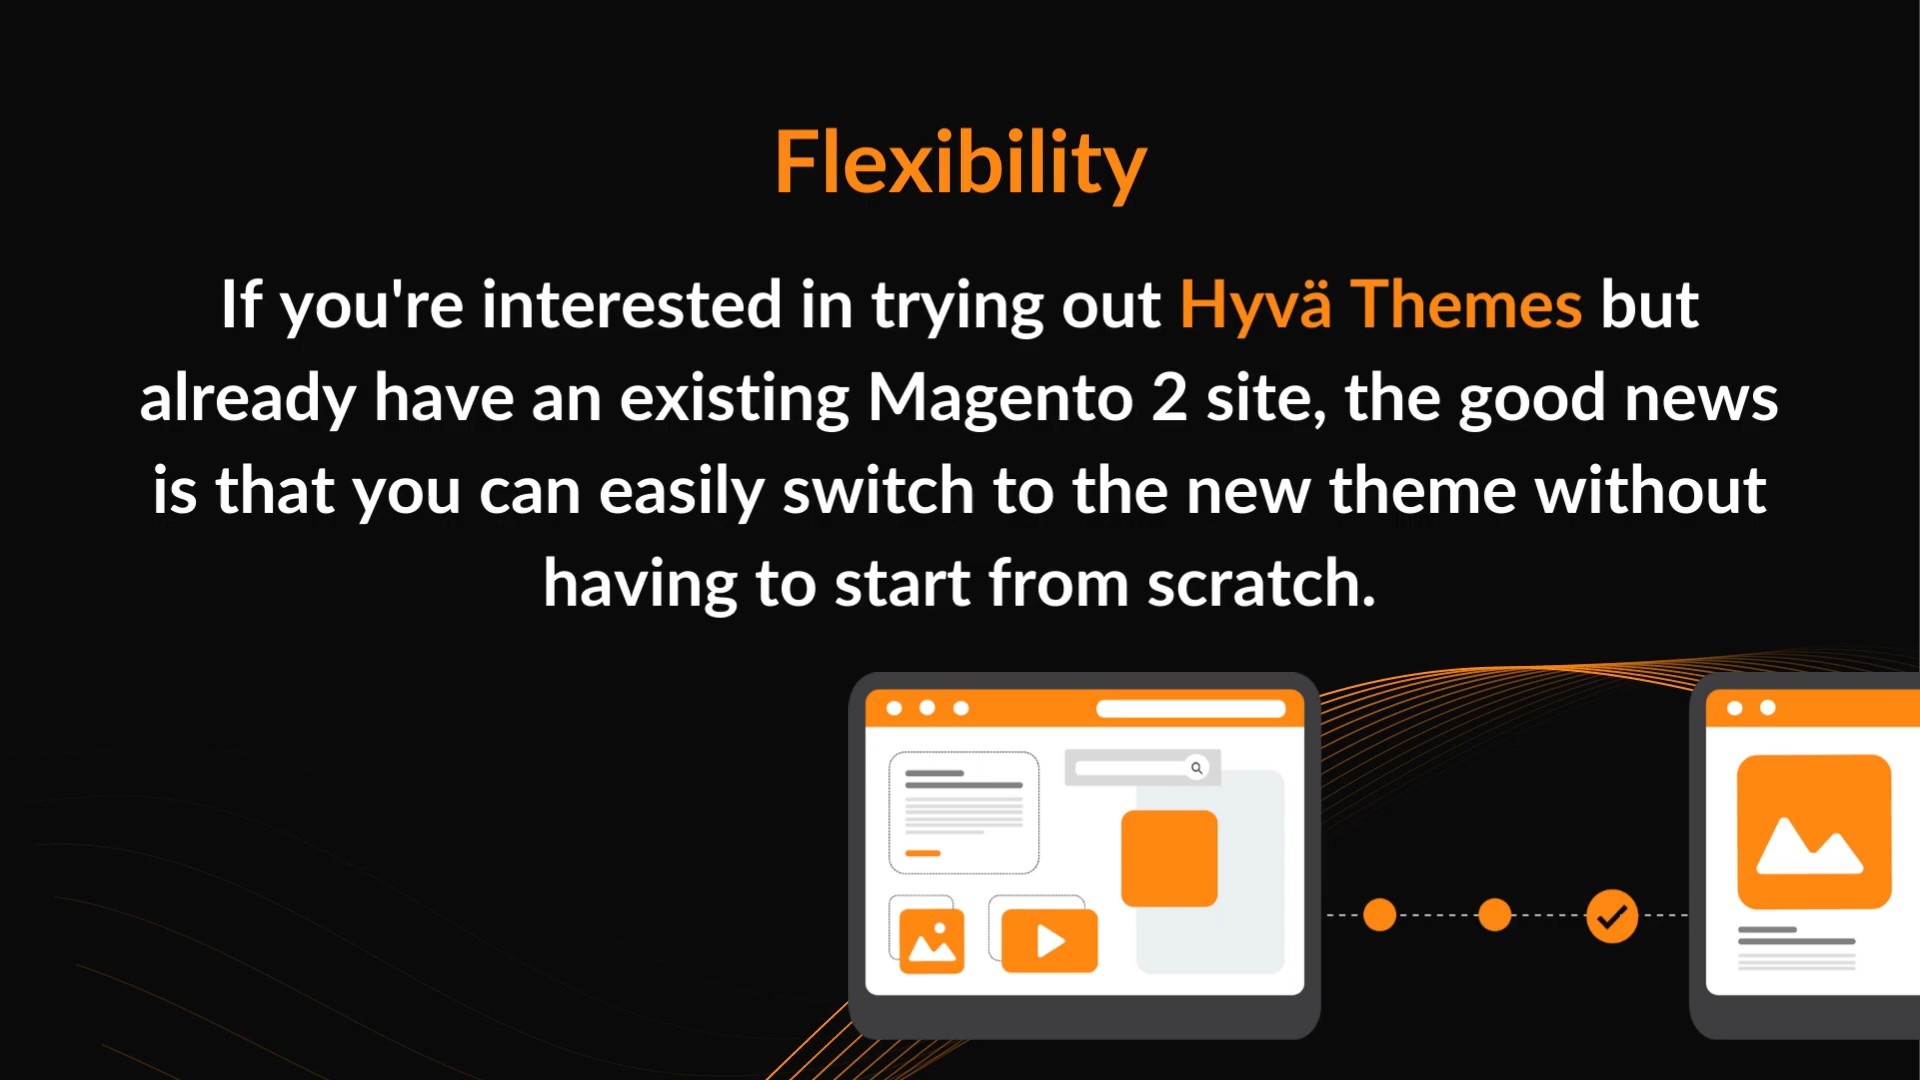 Flexibility
If you're interested in trying out Hyvä Themes but
already have an existing Magento 2 site, the good news
is that you can easily switch to the new theme without
having to start from scratch.